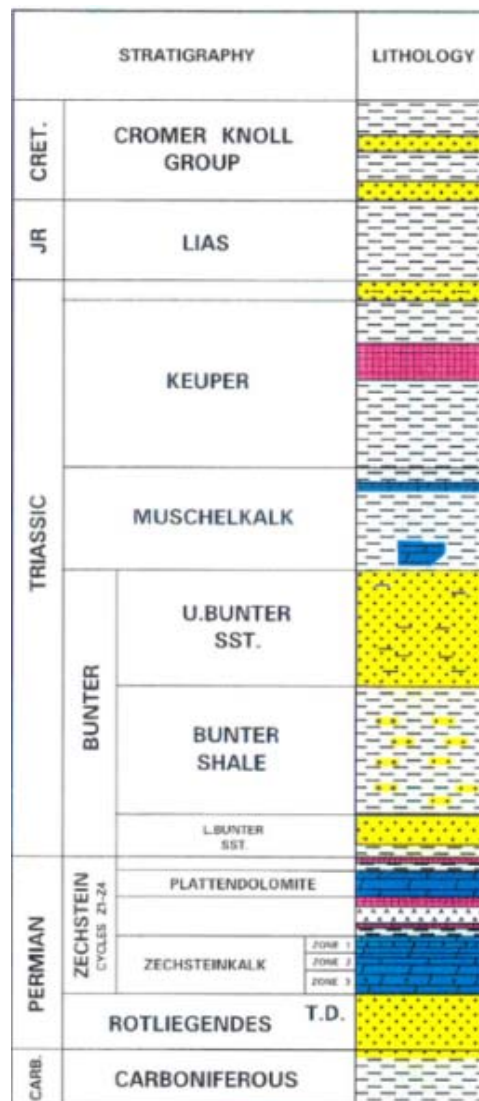 STRATIGRAPHY
LITHOLOGY
CRET.
CROMER KNOLL
GROUP
JR
LIAS
TRIASSIC
KEUPER
MUSCHELKALK
BUNTER
U.BUNTER
SST.
BUNTER
SHALE
L.BUNTER
SST.
PERMIAN
ZECHSTEIN
CYCLES Z1-Z4
PLATTENDOLOMITE
ZECHSTEINKALK
ZONE 1
ZONE 2
ZONE 3
ROTLIEGENDES
T.D.
CARB.
CARBONIFEROUS